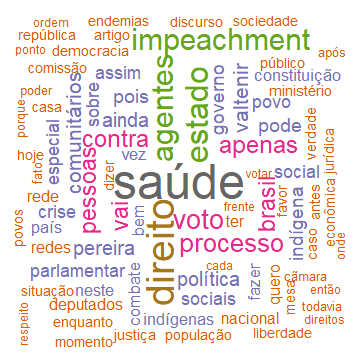 ordem endemias discurso sociedade
república artigo impeachment após
ponto democracia
comissão assim público
poder pois sobre governo valtenir constituição
casa comunitários agentes estado povo ministério
porque ainda
especial contra pode verdade
hoje pessoas vez apenas jurídica
fato dizer saúde votar social
rede vai frente brasil favor antes econômica
povos crise bem direito voto ter indígena caso onde
redes país
pereira processo
parlamentar combate cada política fazer quero mesa câmara
situação neste sociais então
deputados indígenas nacional todavia
respeito enquanto direitos
justiça população liberdade
momento